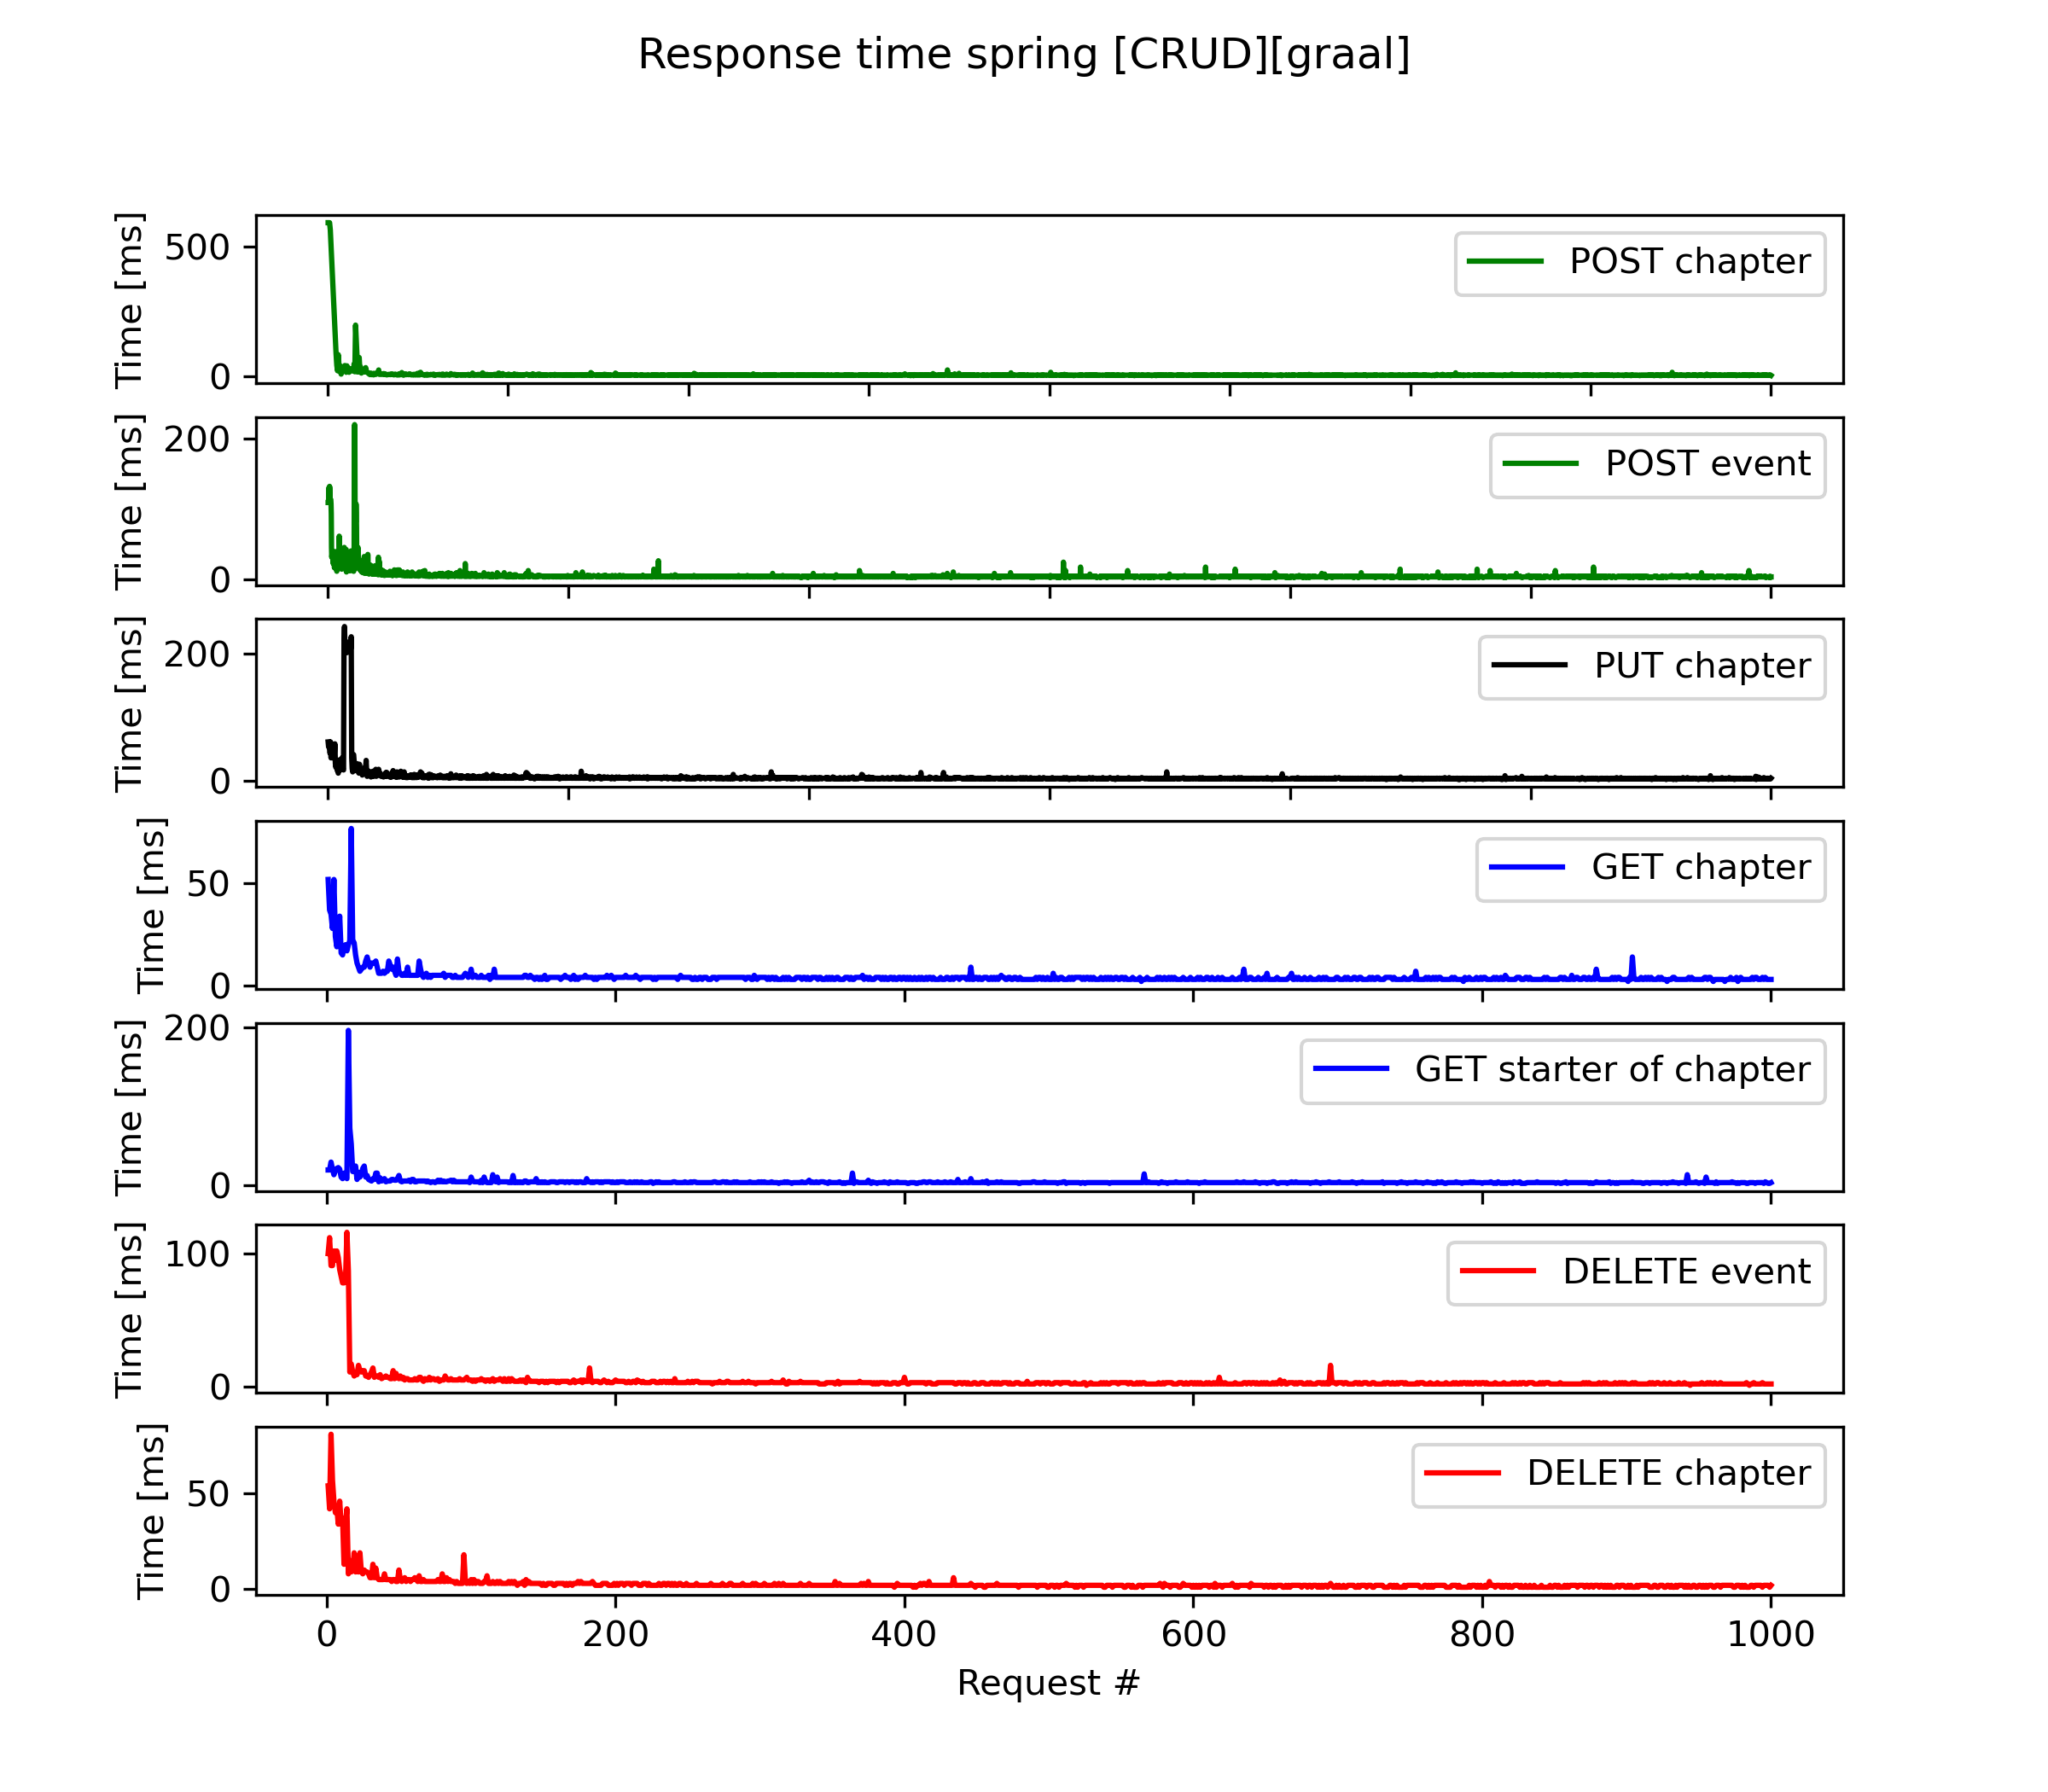 Response time spring [CRUD][graal]
Time [ms]
500
0
POST chapter
Time [ms]
200
0
POST event
Time [ms]
200
0
PUT chapter
Time [ms]
50
0
GET chapter
Time [ms]
200
0
GET starter of chapter
Time [ms]
100
0
DELETE event
Time [ms]
50
0
DELETE chapter
0 200 400 600 800 1000
Request #